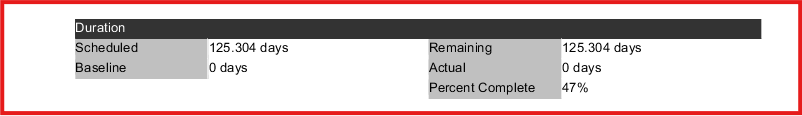 Duration
Scheduled 125.304 days Remaining 125.304 days
Baseline 0 days Actual 0 days
Percent Complete 47%